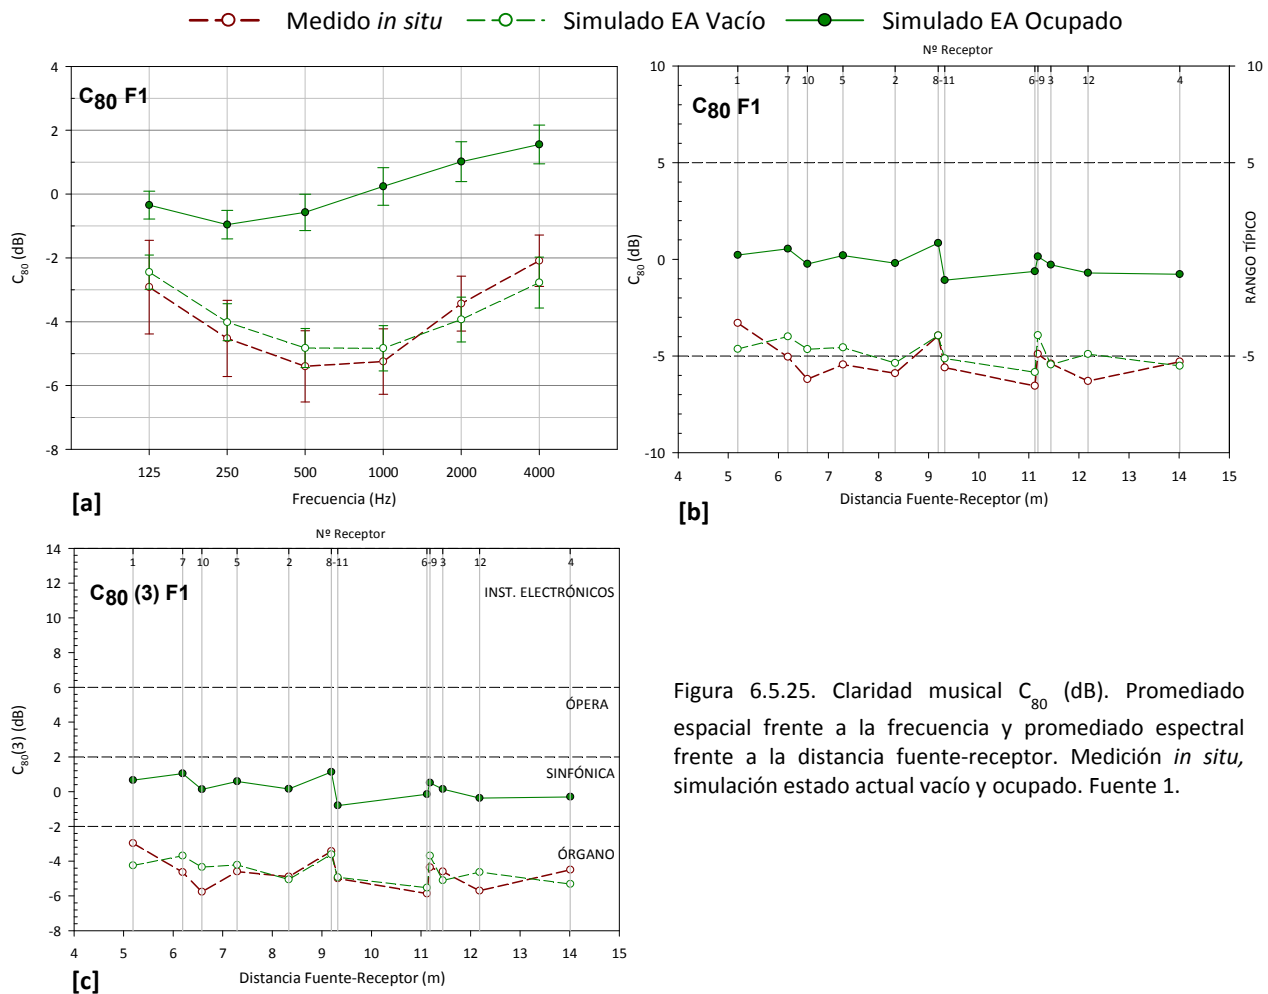 Medido in situ
Simulado EA Vacío
Simulado EA Ocupado
C80 F1
C80 (dB)
4
2
0
-2
-4
-6
-8
125 250 500 1000 2000 4000
Frecuencia (Hz)
[a]
Nº Receptor
1 7 10 5 2 8-11 6-9 3 12 4
C80 F1
C80 (dB)
10
5
0
-5
-10
10
5
-5
RANGO TÍPICO
4 5 6 7 8 9 10 11 12 13 14 15
Distancia Fuente-Receptor (m)
[b]
Nº Receptor
1 7 10 5 2 8-11 6-9 3 12 4
C80 (3) F1
C80(3) (dB)
14
12
10
8
6
4
2
0
-2
-4
-6
-8
INST. ELECTRÓNICOS
ÓPERA
SINFÓNICA
ÓRGANO
4 5 6 7 8 9 10 11 12 13 14 15
Distancia Fuente-Receptor (m)
[c]
Figura 6.5.25. Claridad musical C80 (dB). Promediado
espacial frente a la frecuencia y promediado espectral
frente a la distancia fuente-receptor. Medición in situ,
simulación estado actual vacío y ocupado. Fuente 1.